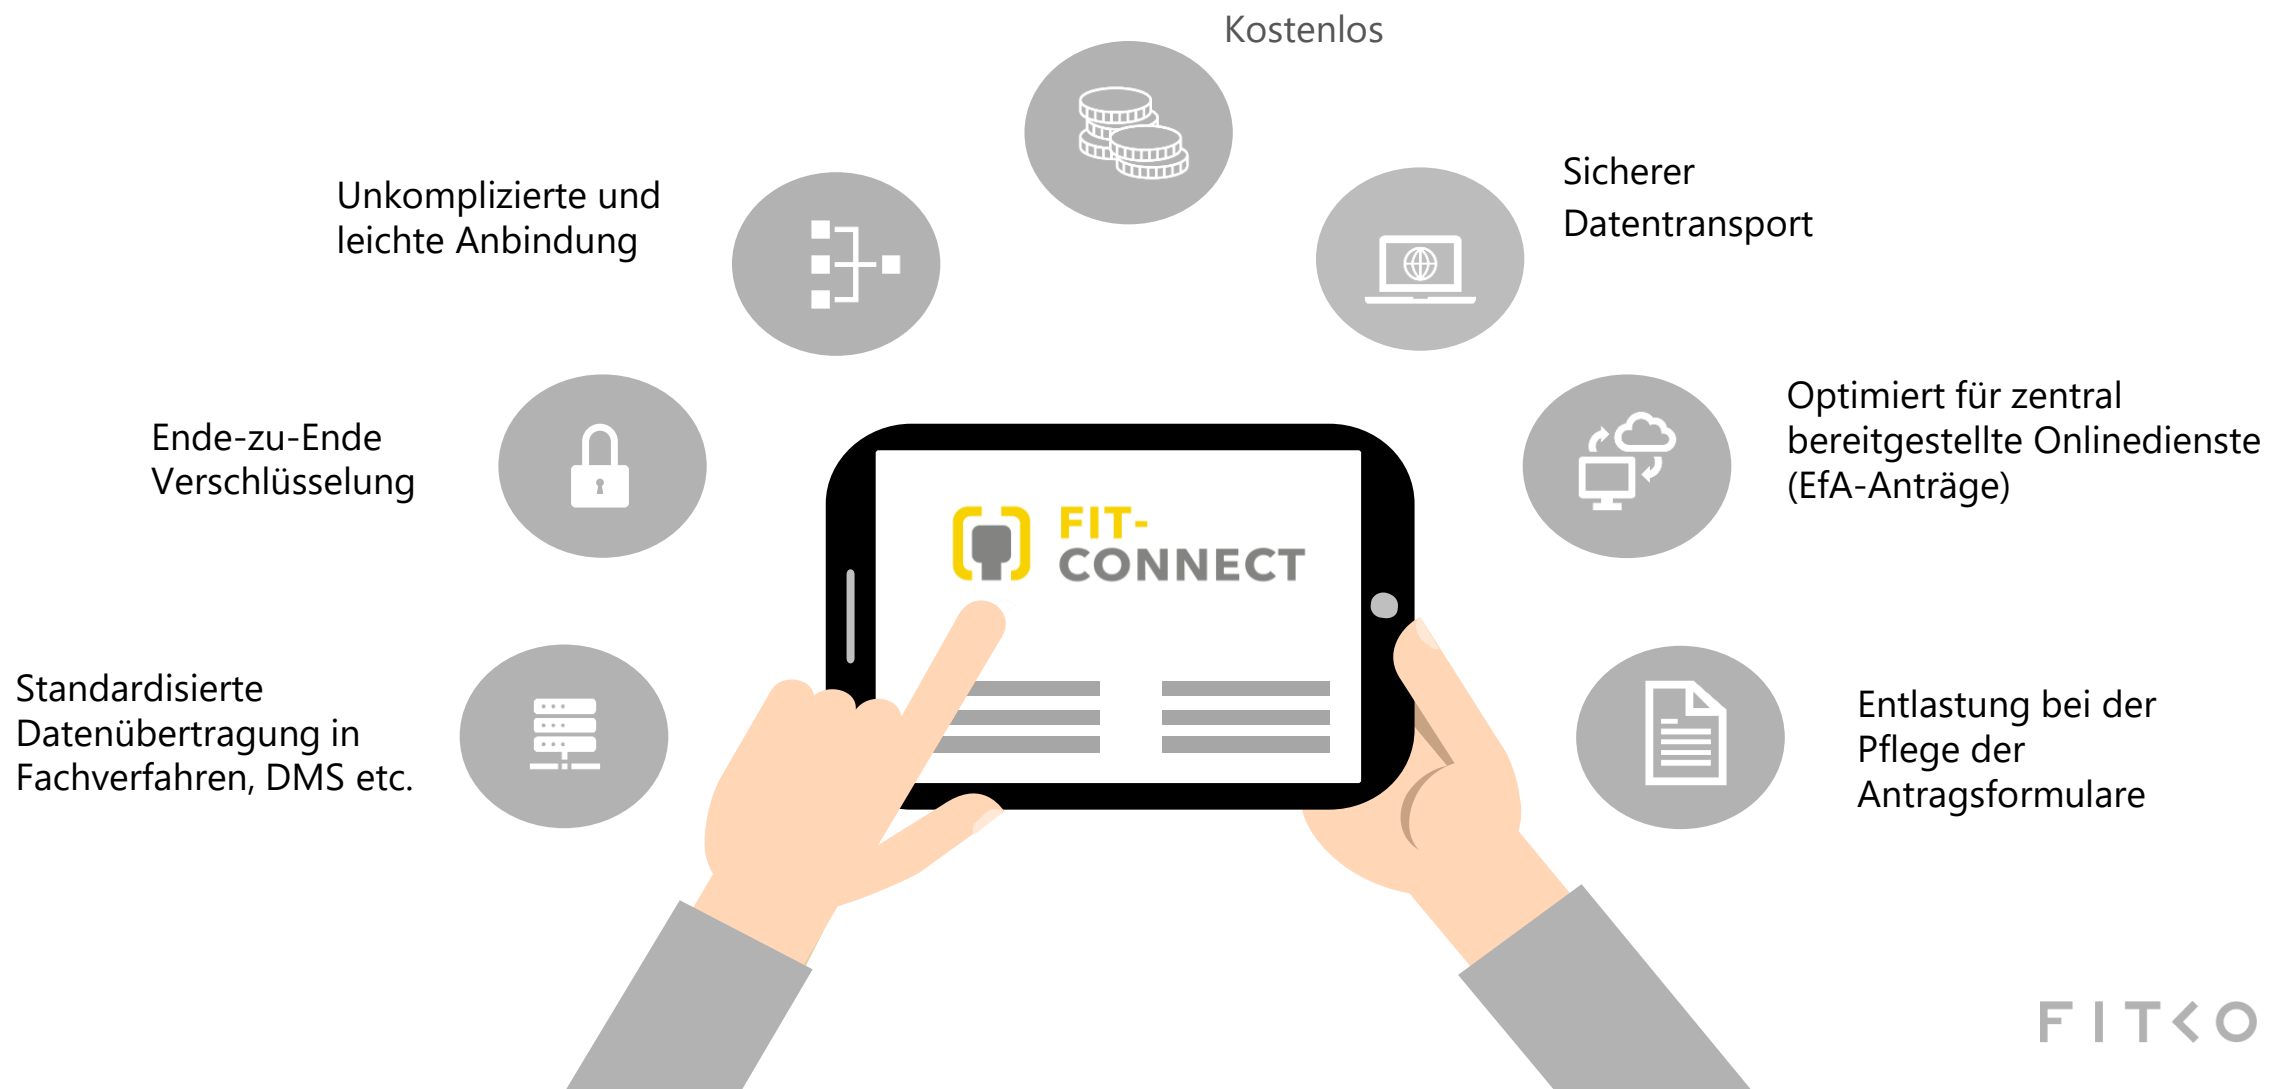 Kostenlos
Unkomplizierte und
leichte Anbindung
Sicherer
Datentransport
Ende-zu-Ende
Verschlüsselung
Optimiert für zentral
bereitgestellte Onlinedienste
(EfA-Anträge)
FIT-
CONNECT
Standardisierte
Datenübertragung in
Fachverfahren, DMS etc.
Entlastung bei der
Pflege der
Antragsformulare
FITKO